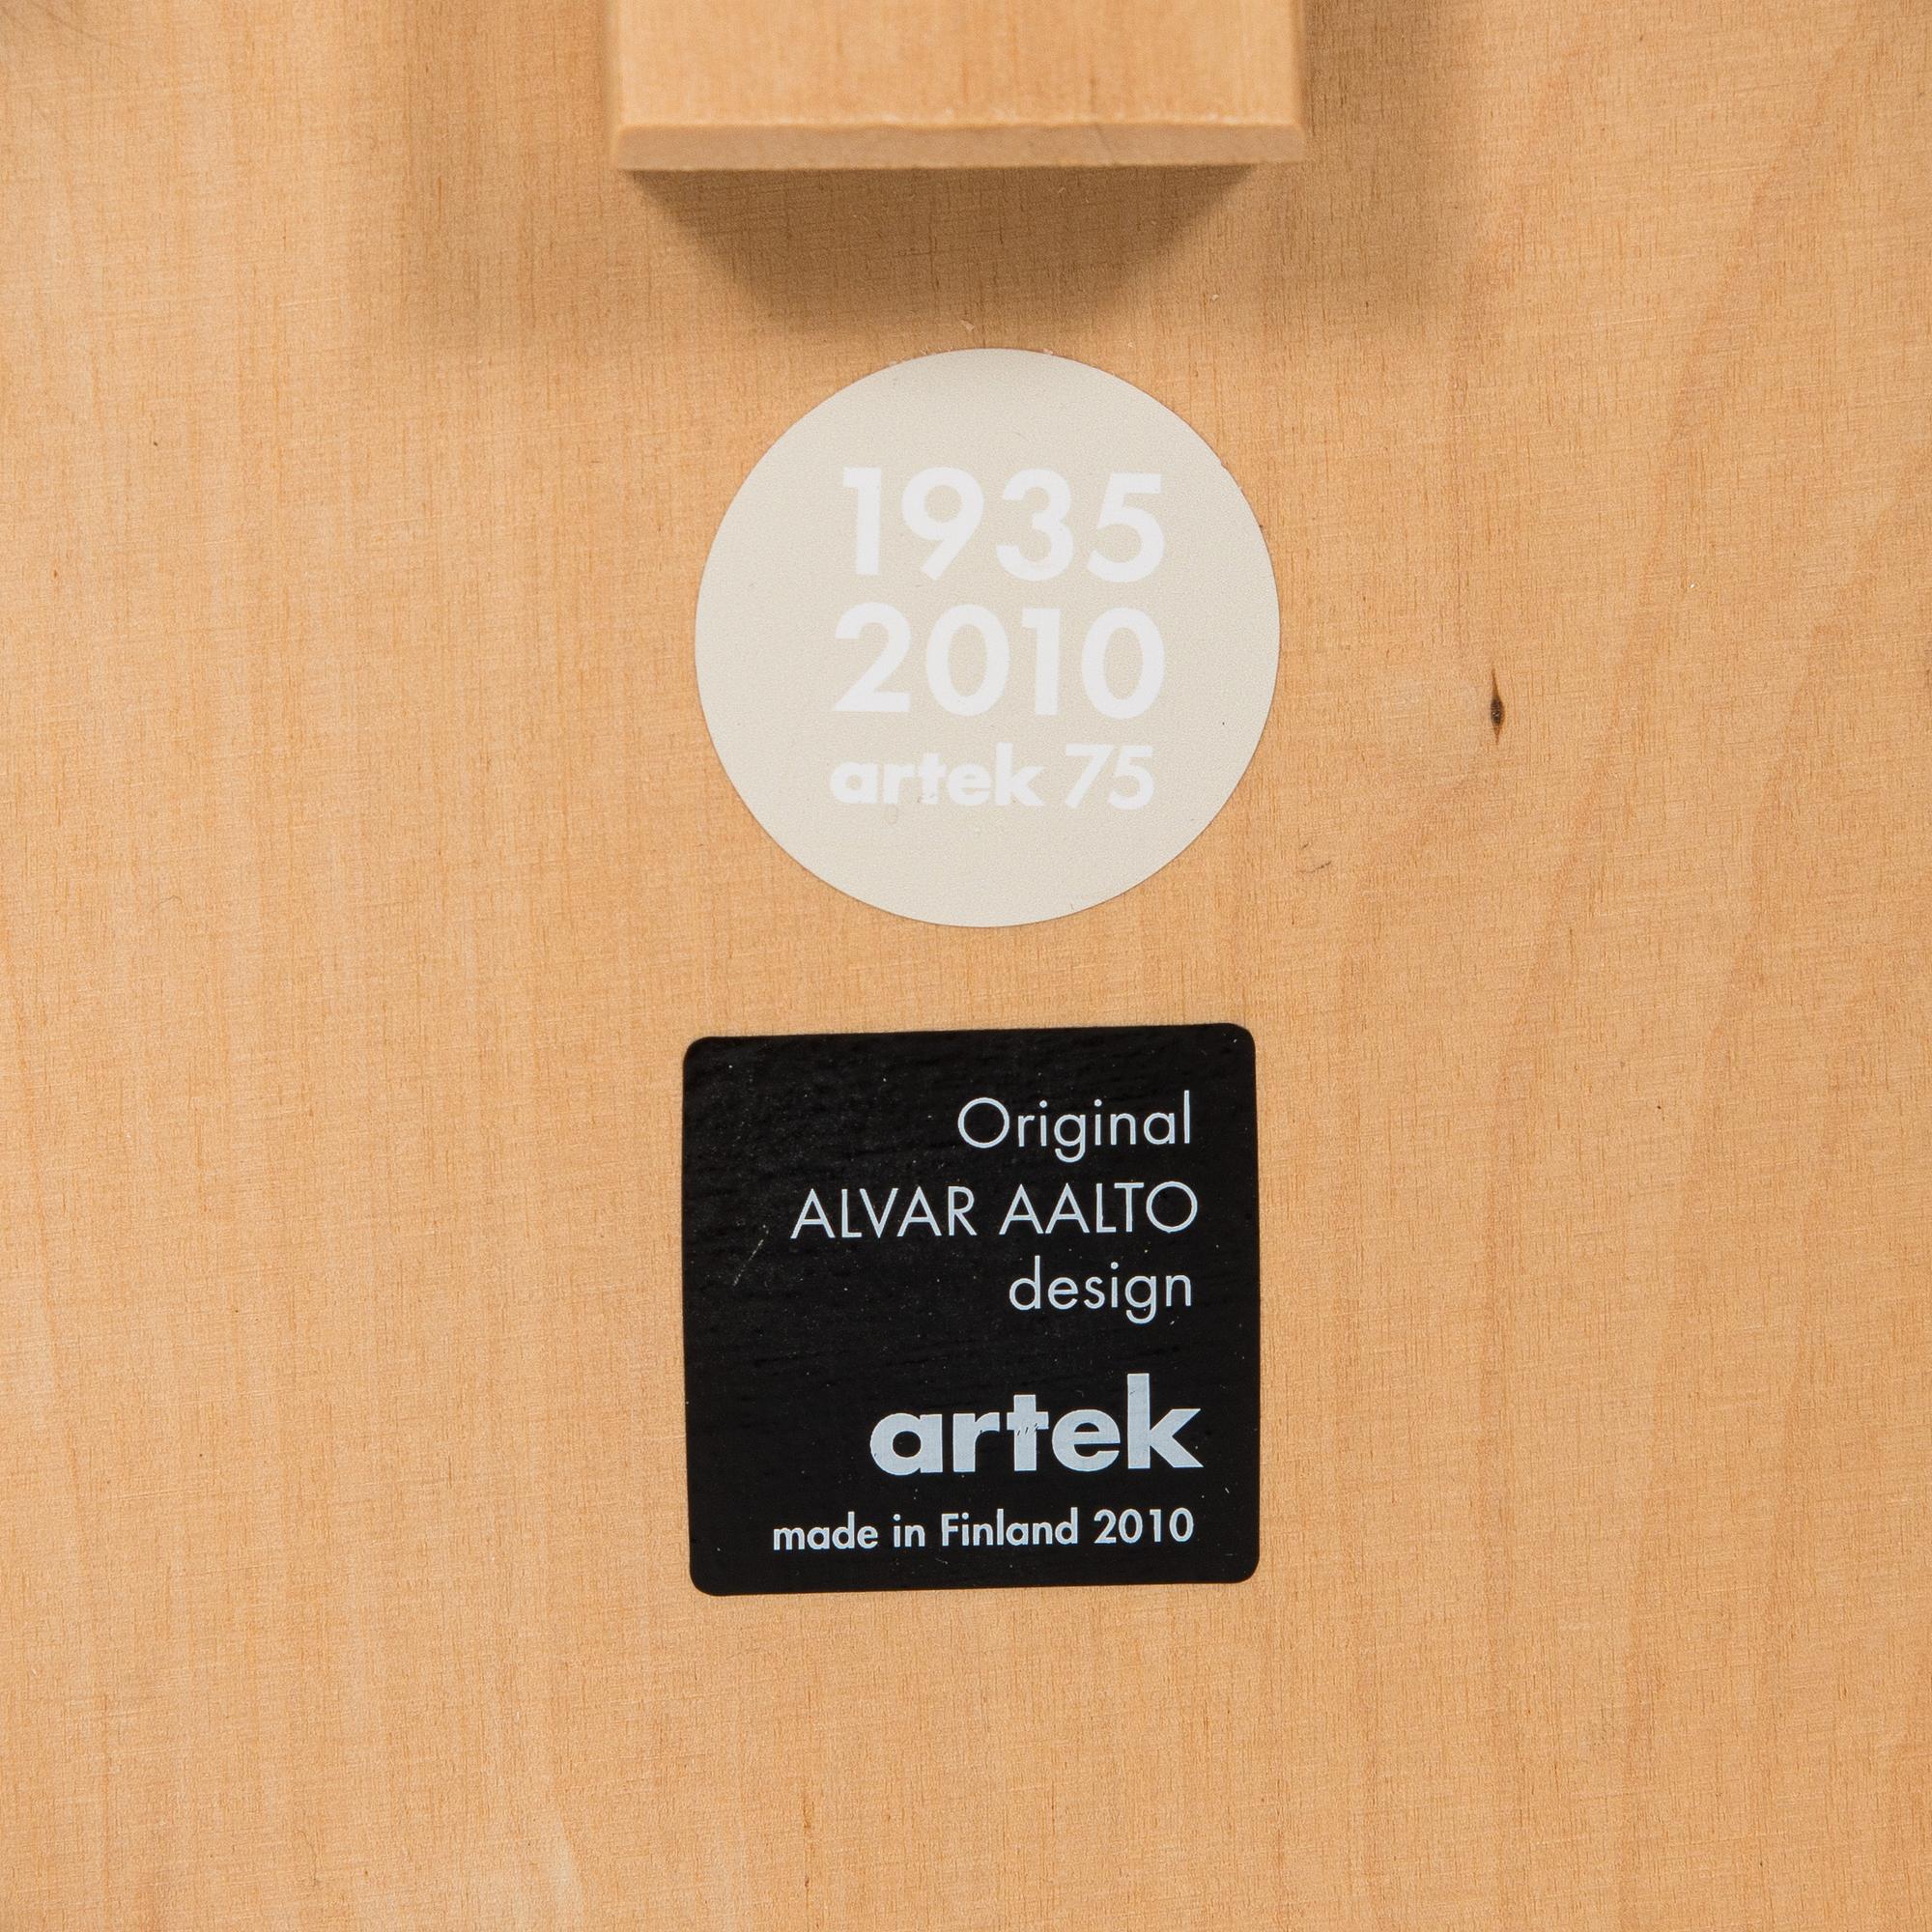 1935
2010
artek 75
Original
ALVAR AALTO
design
artek
made in Finland 2010